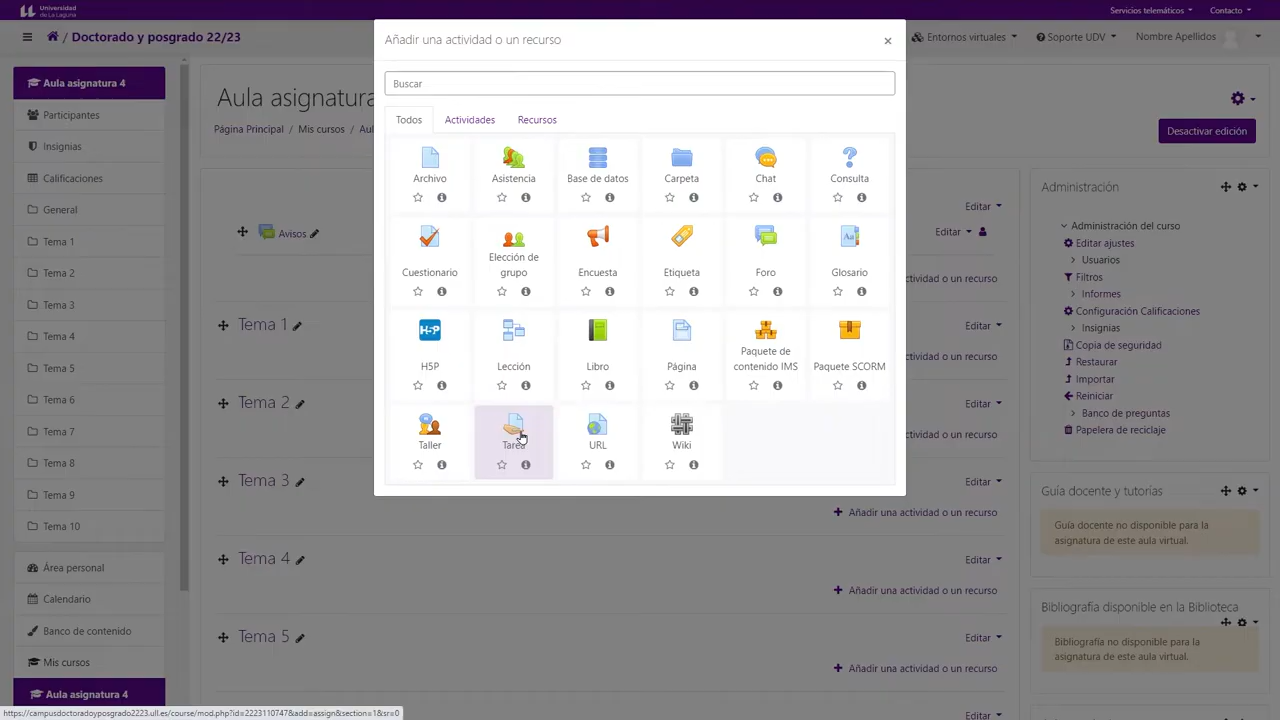 Universidad
de La Laguna
Servicios telemáticos
Contacto
/ Doctorado y posgrado 22/23
Entornos virtuales
Soporte UDV
Nombre Apellidos
Añadir una actividad o un recurso
×
Buscar
Todos
Actividades
Recursos
Archivo
Asistencia
Base de datos
Carpeta
Chat
Consulta
Cuestionario
Elección de
grupo
Encuesta
Etiqueta
Foro
Glosario
H5P
Lección
Libro
Página
Paquete de
contenido IMS
Paquete SCORM
Taller
Tarea
URL
Wiki
Aula asignatura 4
Participantes
Insignias
Calificaciones
General
Tema 1
Tema 2
Tema 3
Tema 4
Tema 5
Tema 6
Tema 7
Tema 8
Tema 9
Tema 10
Área personal
Calendario
Banco de contenido
Mis cursos
Aula asignatura 4
Aula asignatura
Página Principal / Mis cursos / Aul
Desactivar edición
Editar
Avisos
Editar
actividad o un recurso
Tema 1
Editar
actividad o un recurso
Tema 2
Editar
actividad o un recurso
Tema 3
Editar
Añadir una actividad o un recurso
Tema 4
Editar
Añadir una actividad o un recurso
Tema 5
Editar
Añadir una actividad o un recurso
Editar
Administración
Administración del curso
Editar ajustes
Usuarios
Filtros
Informes
Configuración Calificaciones
Insignias
Copia de seguridad
Restaurar
Importar
Reiniciar
Banco de preguntas
Papelera de reciclaje
Guía docente y tutorías
Guía docente no disponible para la
asignatura de este aula virtual.
Bibliografía disponible en la Biblioteca
Bibliografía no disponible para la
asignatura de este aula virtual.
https://campusdoctoradoyposgrado2223.ull.es/course/mod.php?id=2223110747&add=assign&section=1&sr=0